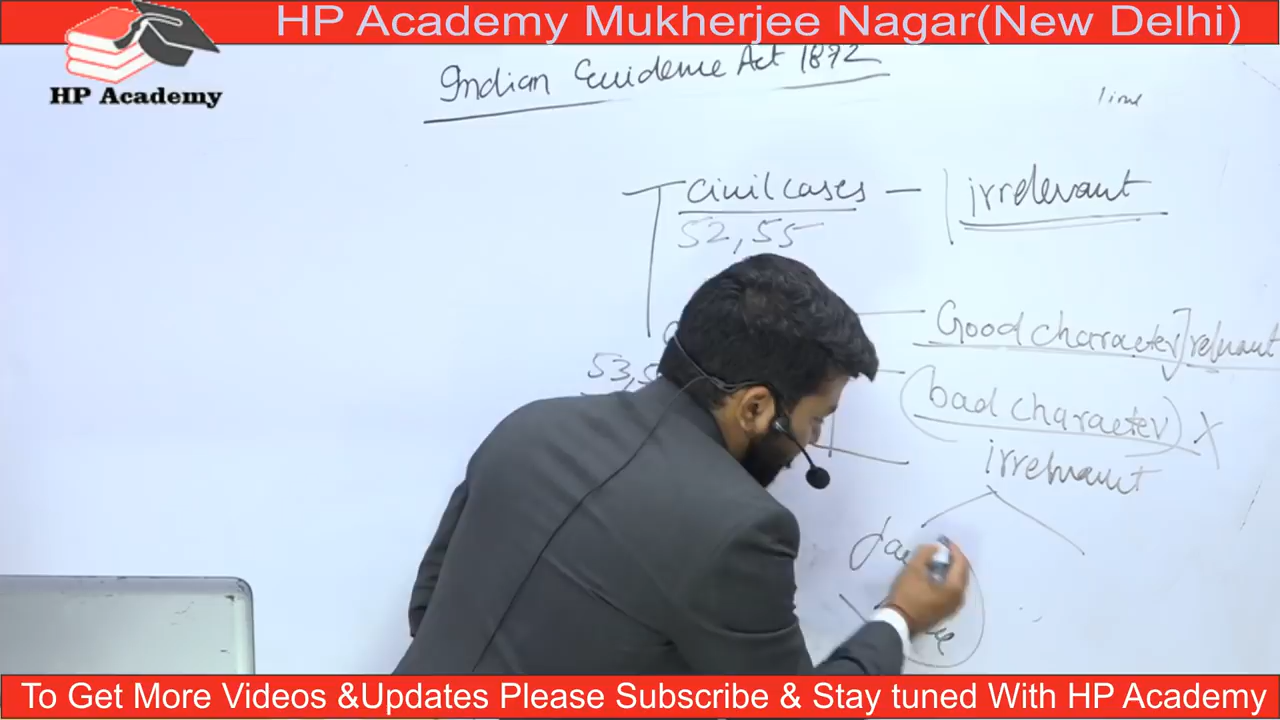 HP Academy Mukherjee Nagar(New Delhi)
HP Academy
Indian Evidence Act 1872
civil cases - irrelevant
52, 55
Good character] relevant
53,
bad character) X
irrelevant
To Get More Videos &Updates Please Subscribe & Stay tuned With HP Academy